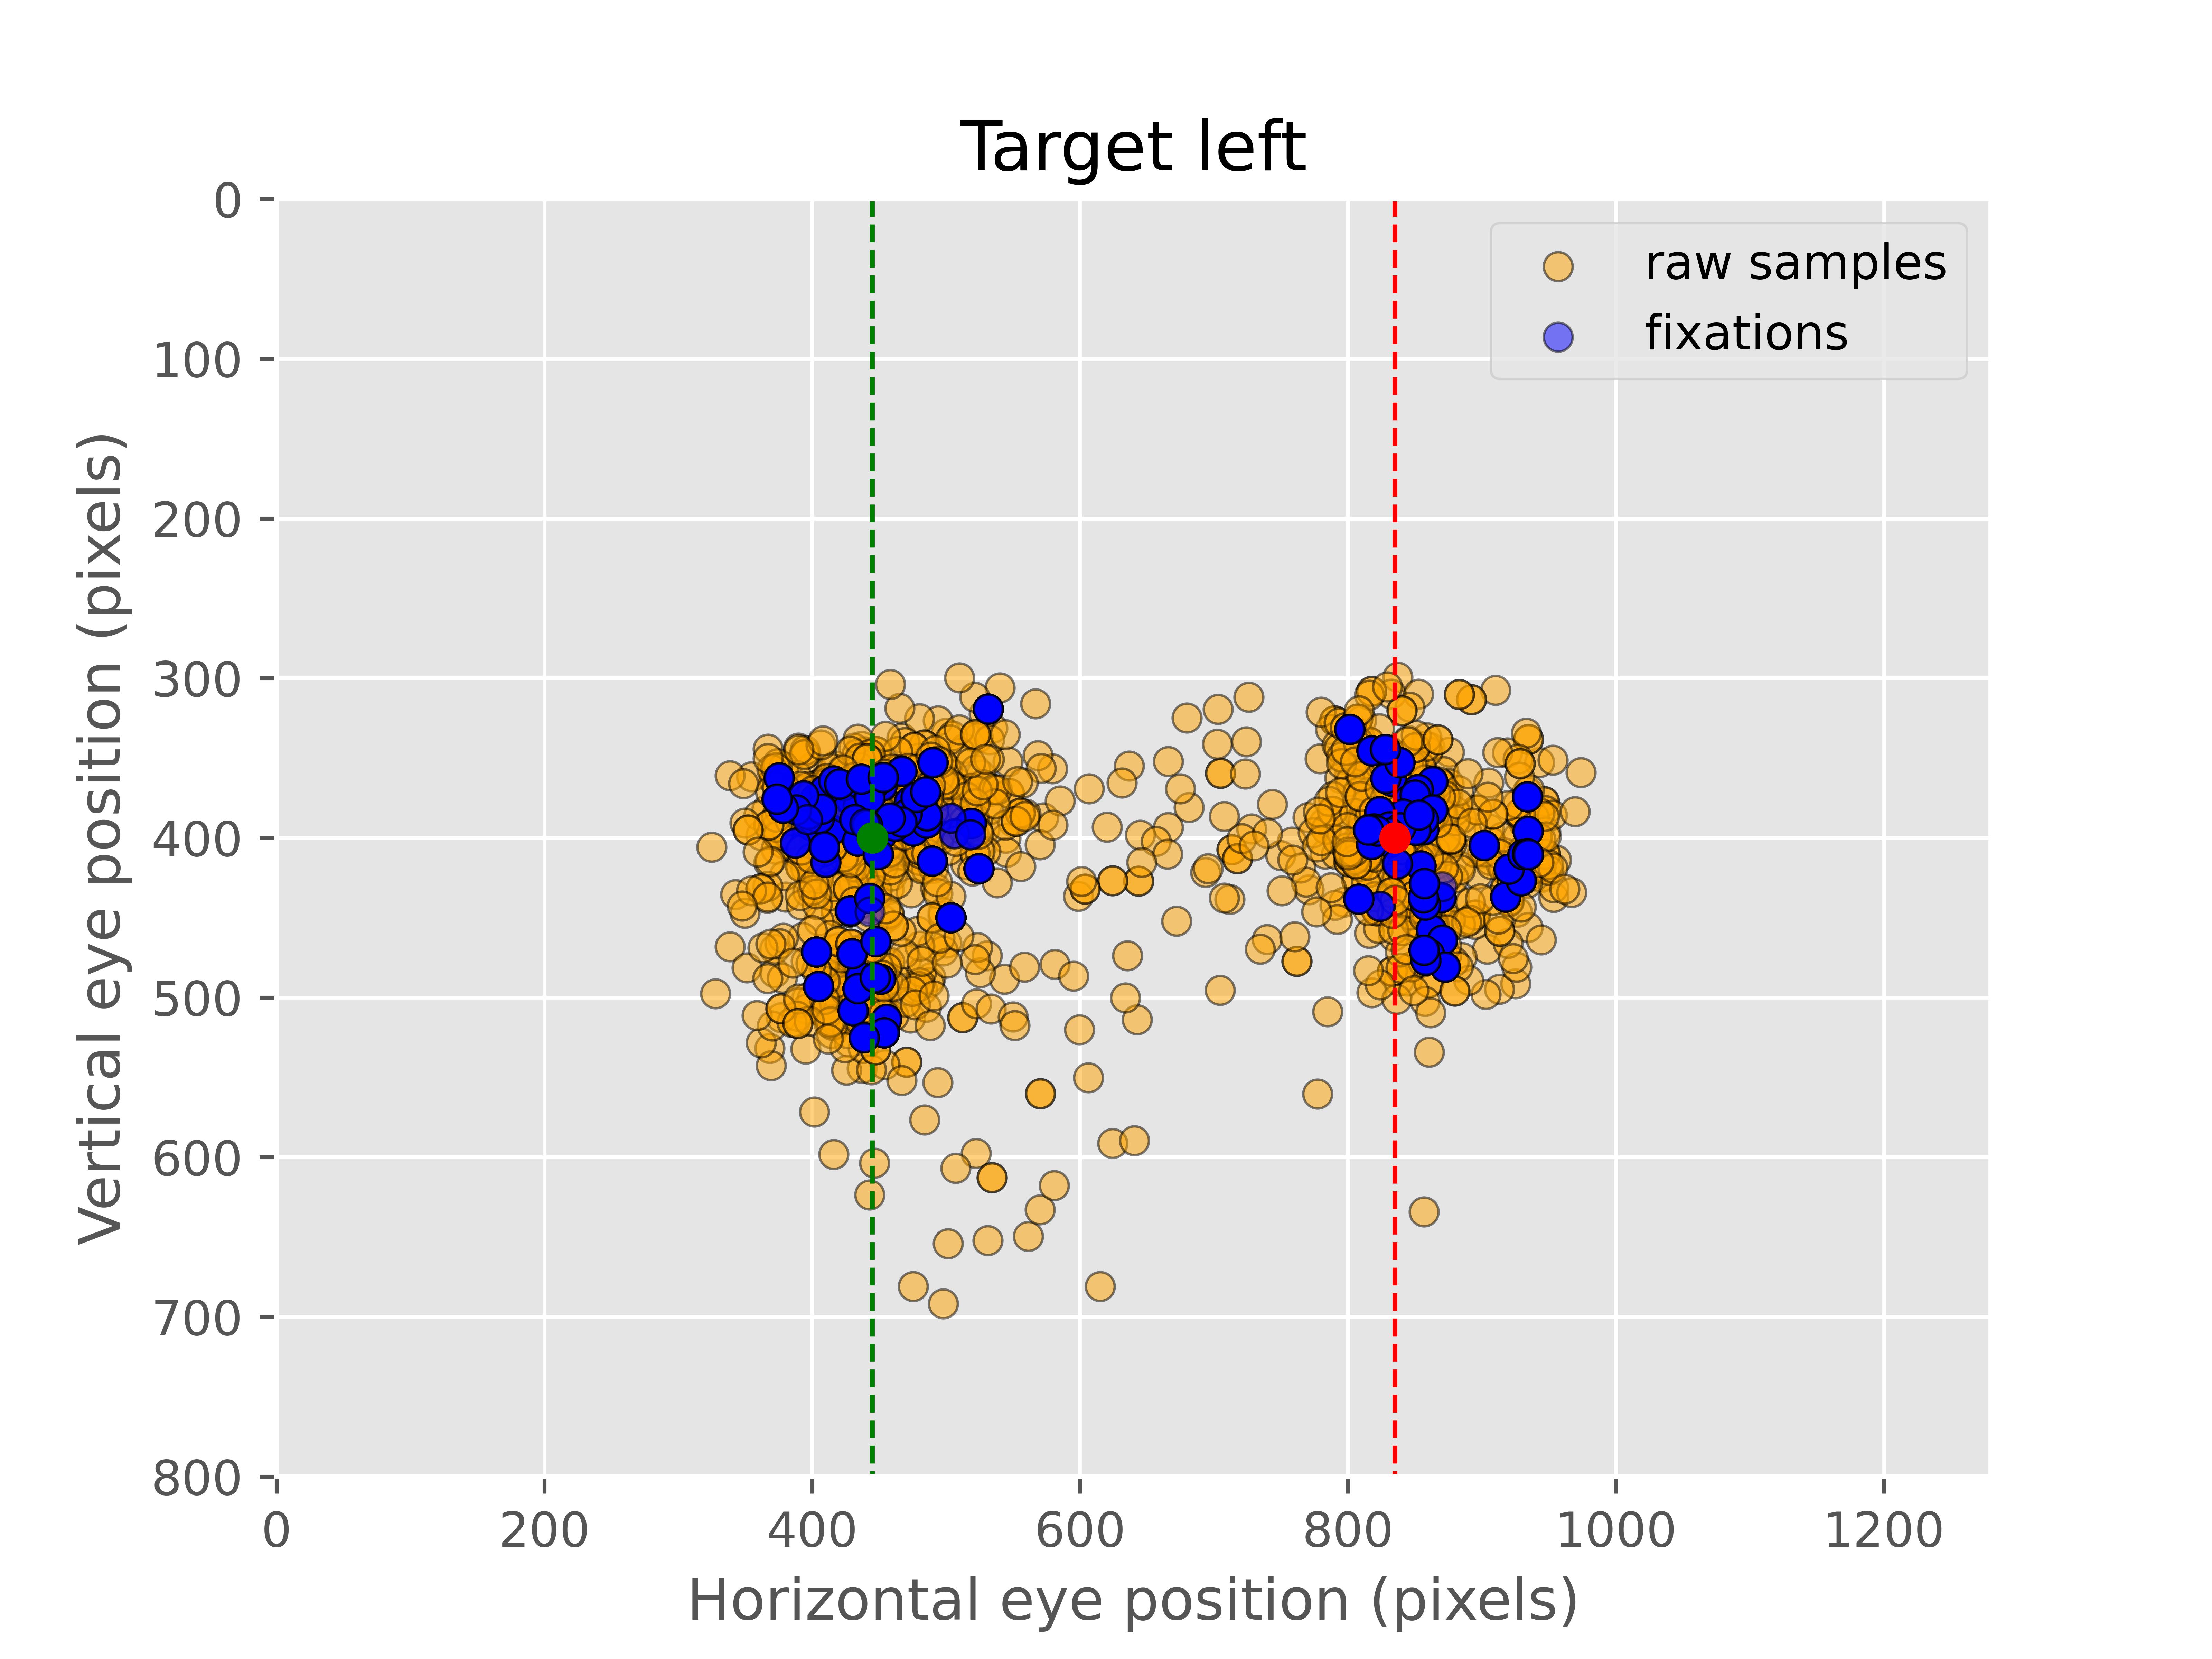 Target left
raw samples
fixations
0
100
200
300
400
500
600
700
800
Vertical eye position (pixels)
0 200 400 600 800 1000 1200
Horizontal eye position (pixels)